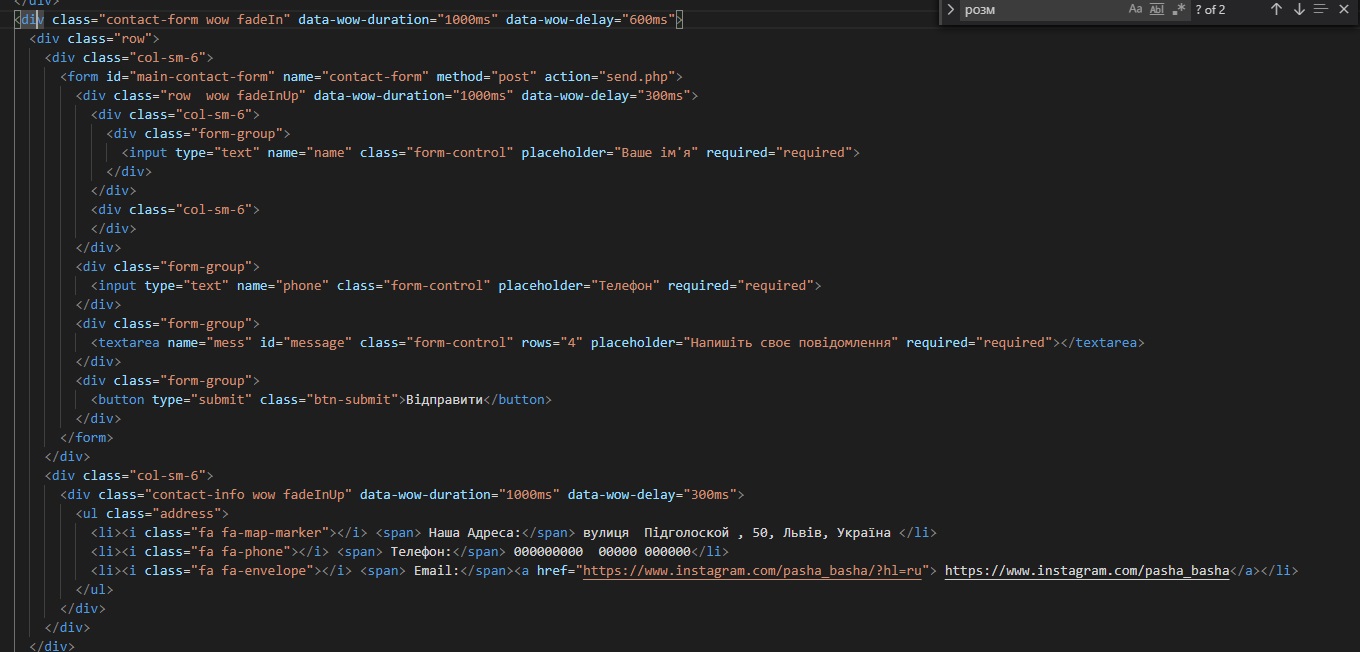 </div>
<div class="contact-form wow fadeIn" data-wow-duration="1000ms" data-wow-delay="600ms">
розм
Aa Abl .* ? of 2
<div class="row">
<div class="col-sm-6">
<form id="main-contact-form" name="contact-form" method="post" action="send.php">
<div class="row  wow fadeInUp" data-wow-duration="1000ms" data-wow-delay="300ms">
<div class="col-sm-6">
<div class="form-group">
<input type="text" name="name" class="form-control" placeholder="Ваше ім'я" required="required">
</div>
</div>
<div class="col-sm-6">
</div>
</div>
<div class="form-group">
<input type="text" name="phone" class="form-control" placeholder="Телефон" required="required">
</div>
<div class="form-group">
<textarea name="mess" id="message" class="form-control" rows="4" placeholder="Напишіть своє повідомлення" required="required"></textarea>
</div>
<div class="form-group">
<button type="submit" class="btn-submit">Відправити</button>
</div>
</form>
</div>
<div class="col-sm-6">
<div class="contact-info wow fadeInUp" data-wow-duration="1000ms" data-wow-delay="300ms">
<ul class="address">
<li><i class="fa fa-map-marker"></i> <span> Наша Адреса:</span> вулиця  Підголоской , 50, Львів, Україна </li>
<li><i class="fa fa-phone"></i> <span> Телефон:</span> 000000000  00000 000000</li>
<li><i class="fa fa-envelope"></i> <span> Email:</span><a href="https://www.instagram.com/pasha_basha/?hl=ru"> https://www.instagram.com/pasha_basha</a></li>
</ul>
</div>
</div>
</div>